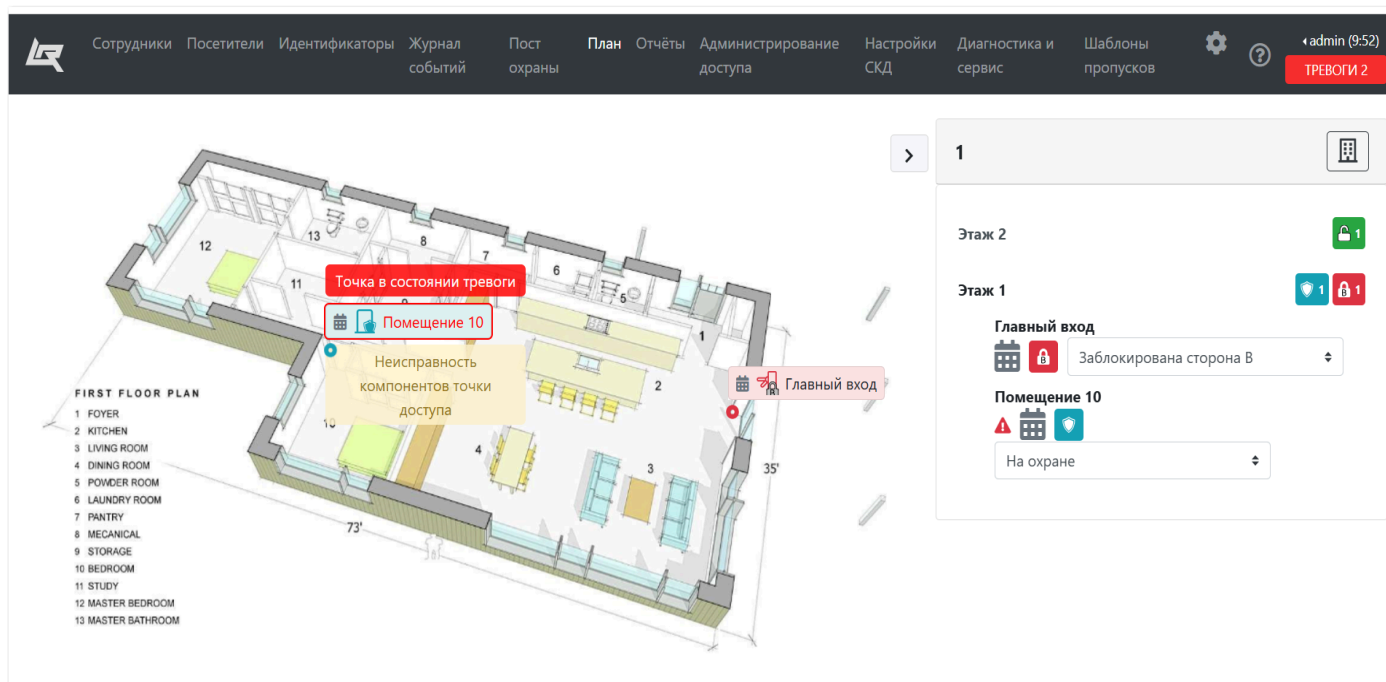 Сотрудники Посетители Идентификаторы Журнал событий Пост охраны План Отчёты Администрирование доступа Настройки СКД Диагностика и сервис Шаблоны пропусков
admin (9:52)
ТРЕВОГИ 2
1
Этаж 2
1
Этаж 1
1
B 1
Главный вход
B
Заблокирована сторона B
Помещение 10
На охране
Точка в состоянии тревоги
Помещение 10
Неисправность
компонентов точки
доступа
Главный вход
12
13
8
7
6
5
11
9
1
2
10
4
3
35'
73'
FIRST FLOOR PLAN
1 FOYER
2 KITCHEN
3 LIVING ROOM
4 DINING ROOM
5 POWDER ROOM
6 LAUNDRY ROOM
7 PANTRY
8 MECANICAL
9 STORAGE
10 BEDROOM
11 STUDY
12 MASTER BEDROOM
13 MASTER BATHROOM